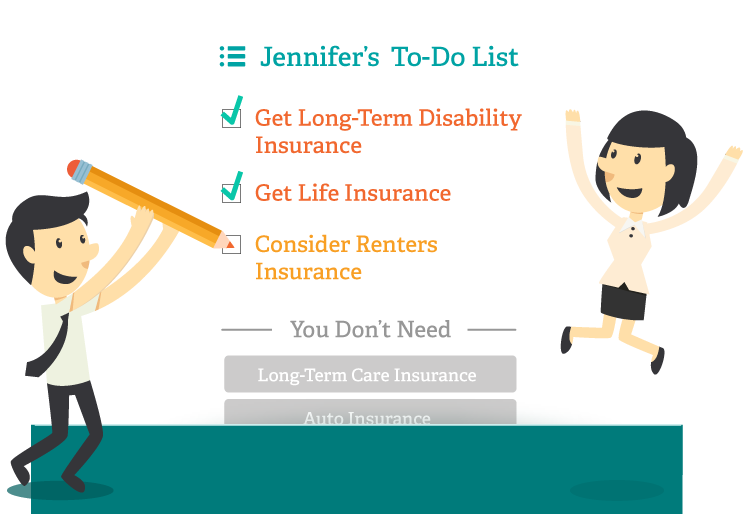 Jennifer's To-Do List
Get Long-Term Disability
Insurance
Get Life Insurance
Consider Renters
Insurance
You Don't Need
Long-Term Care Insurance
Auto Insurance